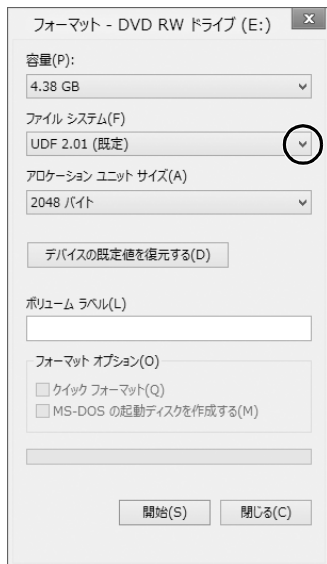 フォーマット - DVD RW ドライブ (E:)
x
容量(P):
4.38 GB
ファイル システム(F)
UDF 2.01 (既定)
アロケーション ユニット サイズ(A)
2048 バイト
デバイスの既定値を復元する(D)
ボリューム ラベル(L)
フォーマット オプション(O)
クイック フォーマット(Q)
MS-DOS の起動ディスクを作成する(M)
開始(S) 閉じる(C)